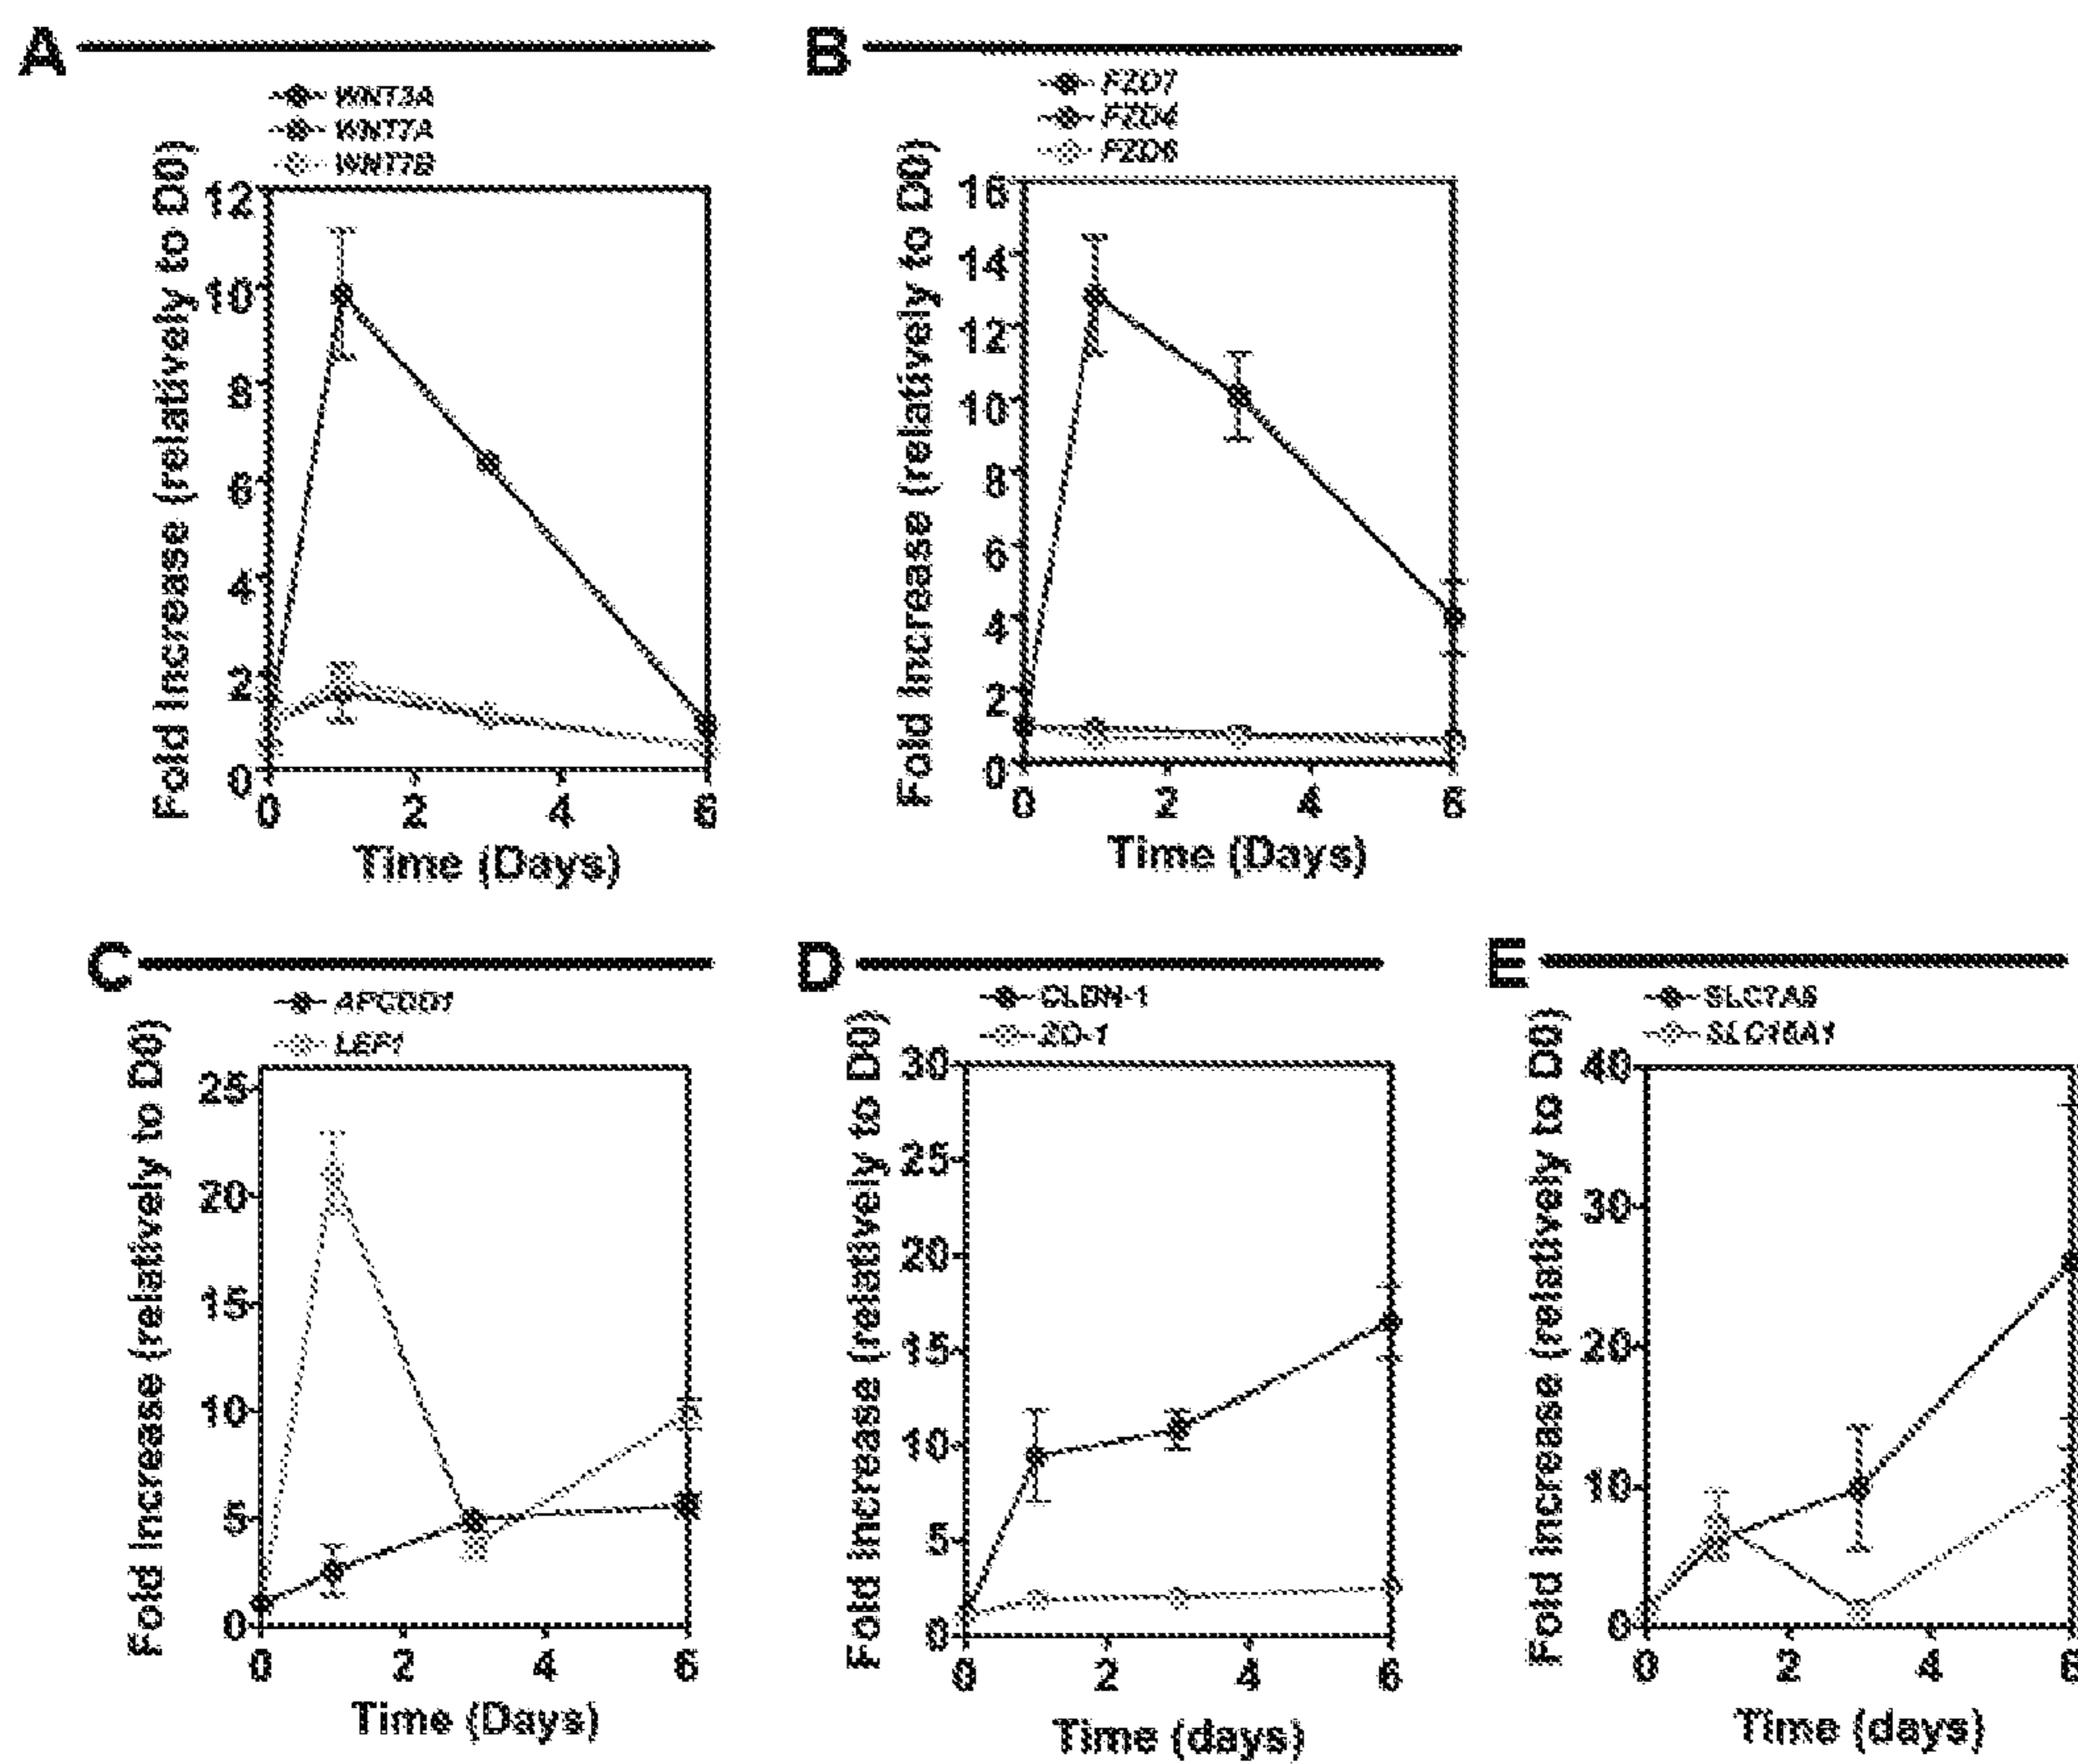 A
WNT3A
WNT7A
WNT7B
Fold Increase (relatively to D0)
12
10
8
6
4
2
0
0 2 4 6
Time (Days)
B
FZD7
FZD4
FZD6
Fold Increase (relatively to D0)
16
14
12
10
8
6
4
2
0
0 2 4 6
Time (Days)
C
APCDD1
LEF1
Fold Increase (relatively to D0)
25
20
15
10
5
0
0 2 4 6
Time (Days)
D
CLDN-1
ZO-1
Fold Increase (relatively to D0)
30
25
20
15
10
5
0
0 2 4 6
Time (days)
E
SLC7A5
SLC16A1
Fold Increase (relatively to D0)
40
30
20
10
0
0 2 4 6
Time (days)